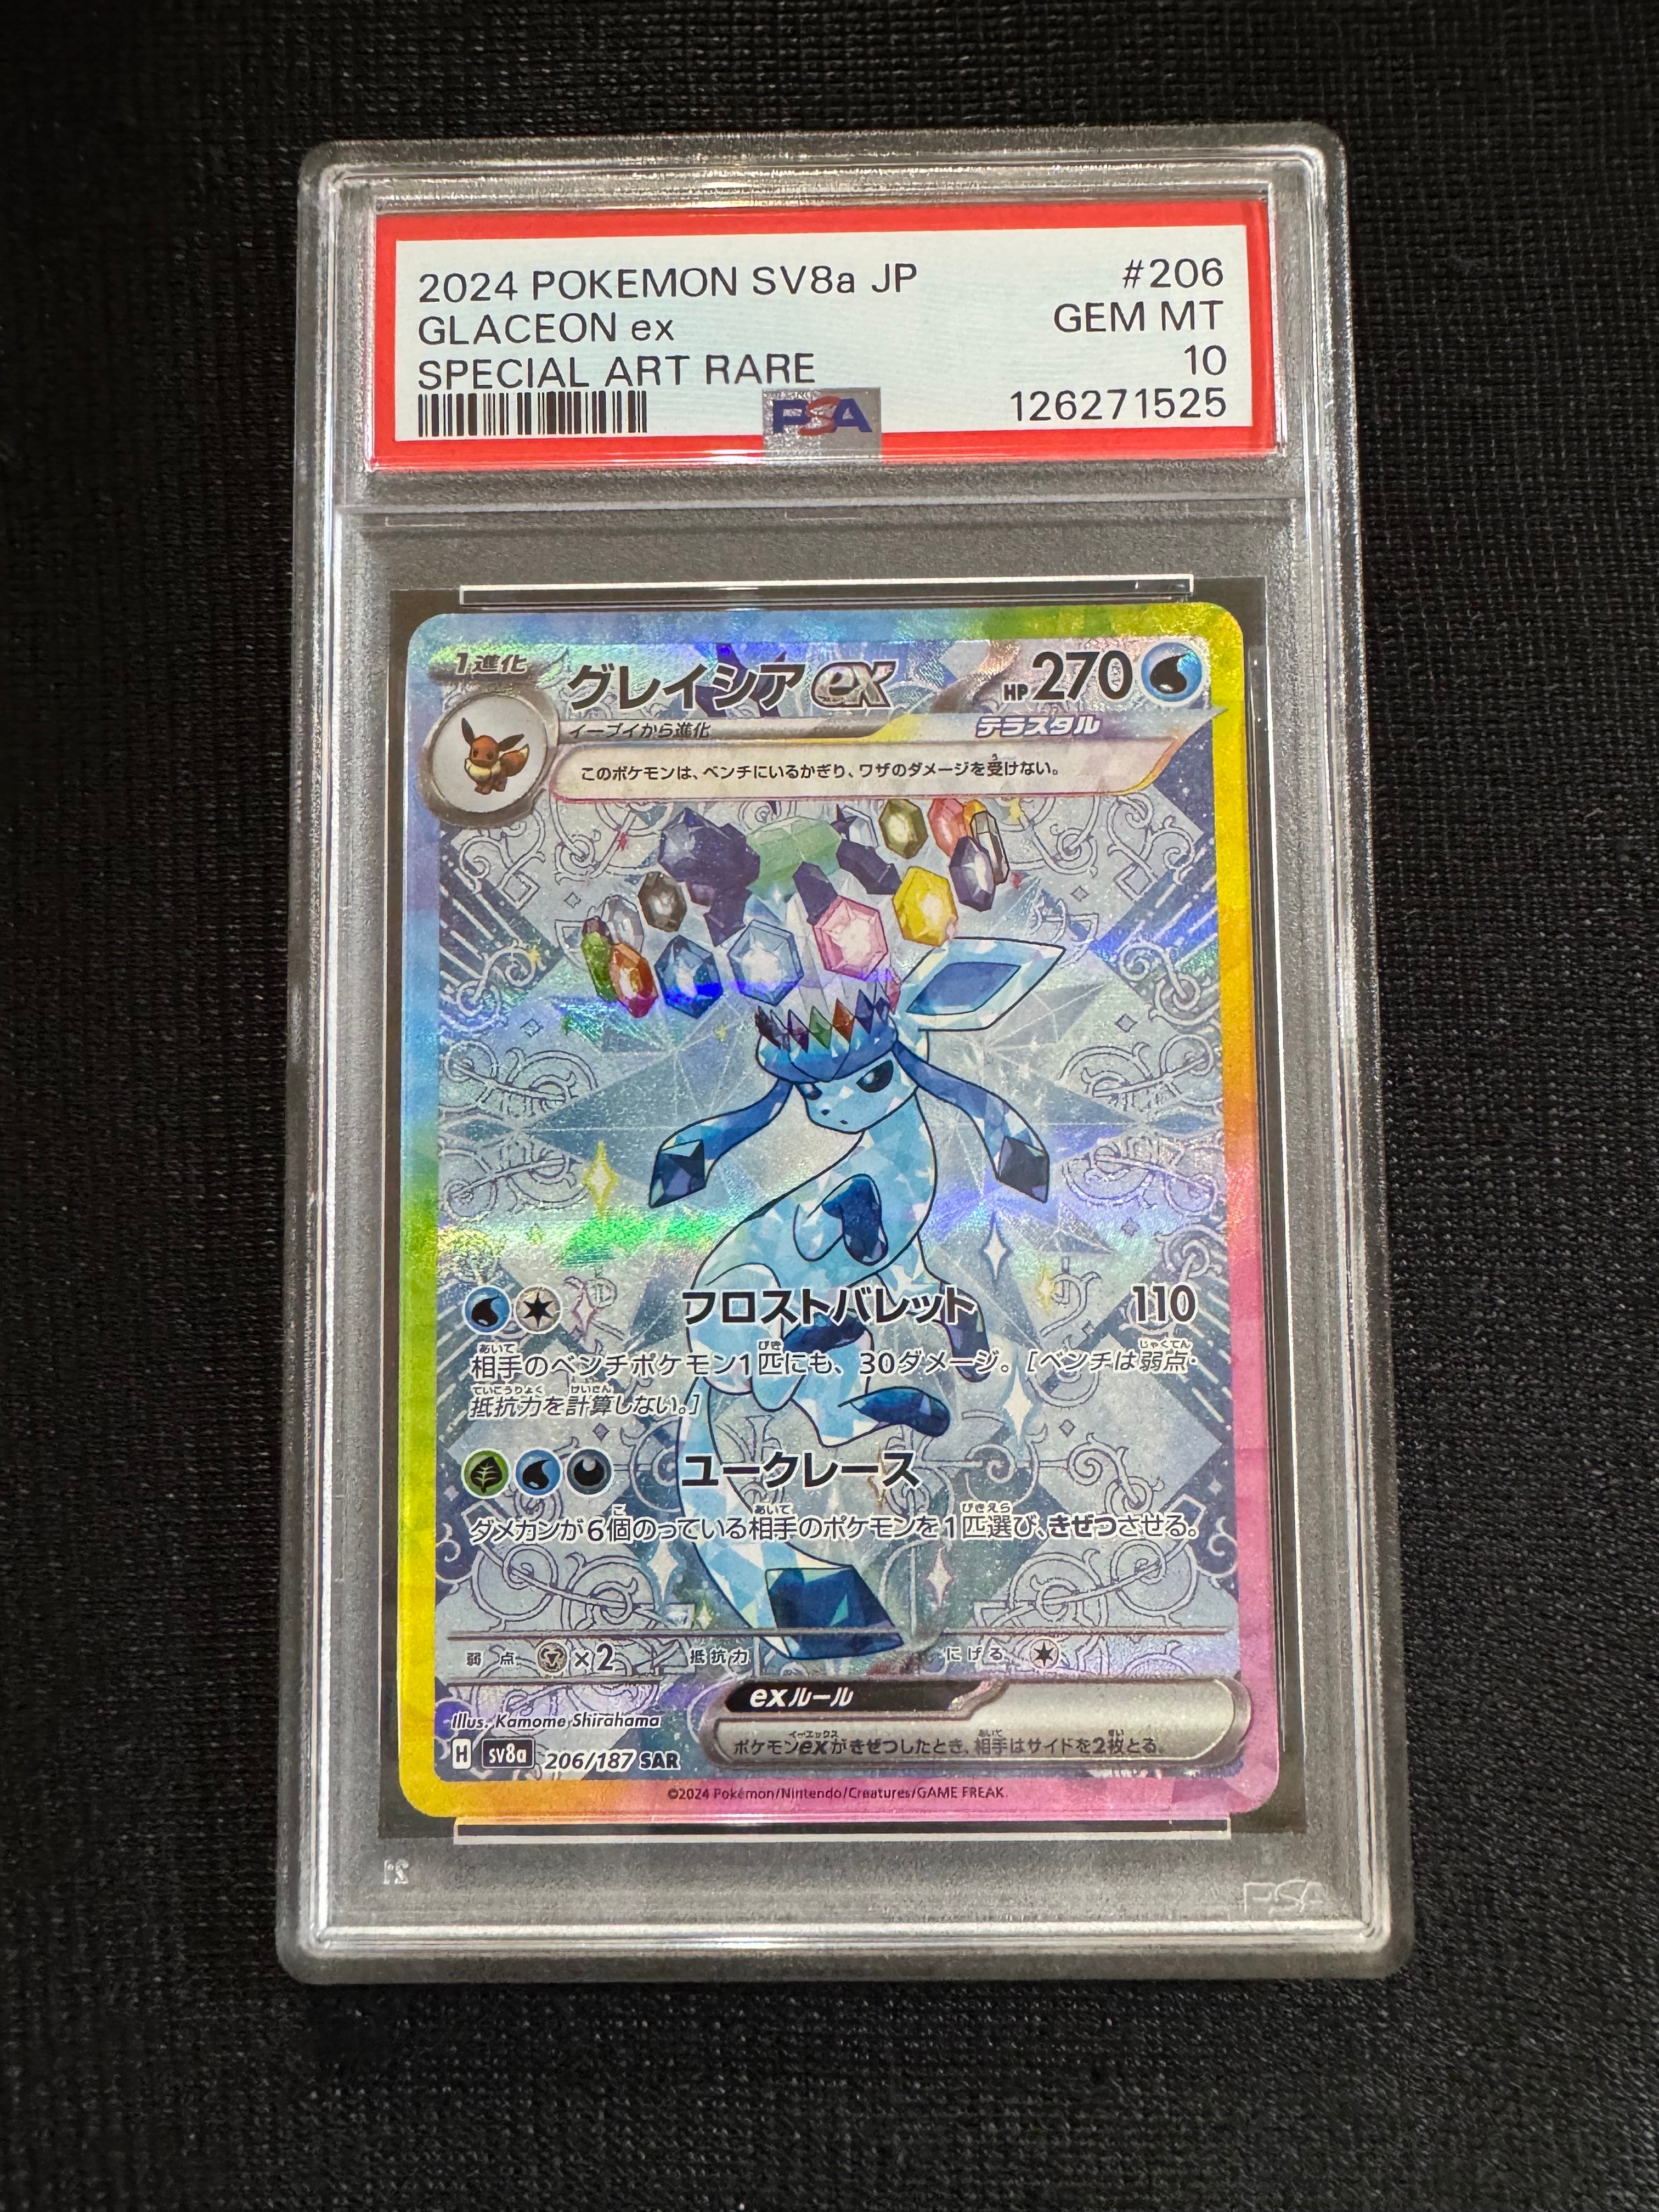 2024 POKEMON SV8a JP #206
GLACEON ex GEM MT
SPECIAL ART RARE 10
PSA 126271525
1進化 グレイシアex HP270
イーブイから進化 テラスタル
このポケモンは、ベンチにいるかぎり、ワザのダメージを受けない。
フロストバレット 110
相手のベンチポケモン1匹にも、30ダメージ。[ベンチは弱点・
抵抗力を計算しない。]
ユークレース
ダメカンが6個のっている相手のポケモンを1匹選び、きぜつさせる。
弱点 ×2 抵抗力 にげる
exルール
Illus. Kamome Shirahama
ポケモンexがきぜつしたとき、相手はサイドを2枚とる。
H SV8a 206/187 SAR
©2024 Pokémon/Nintendo/Creatures/GAME FREAK.
PSA